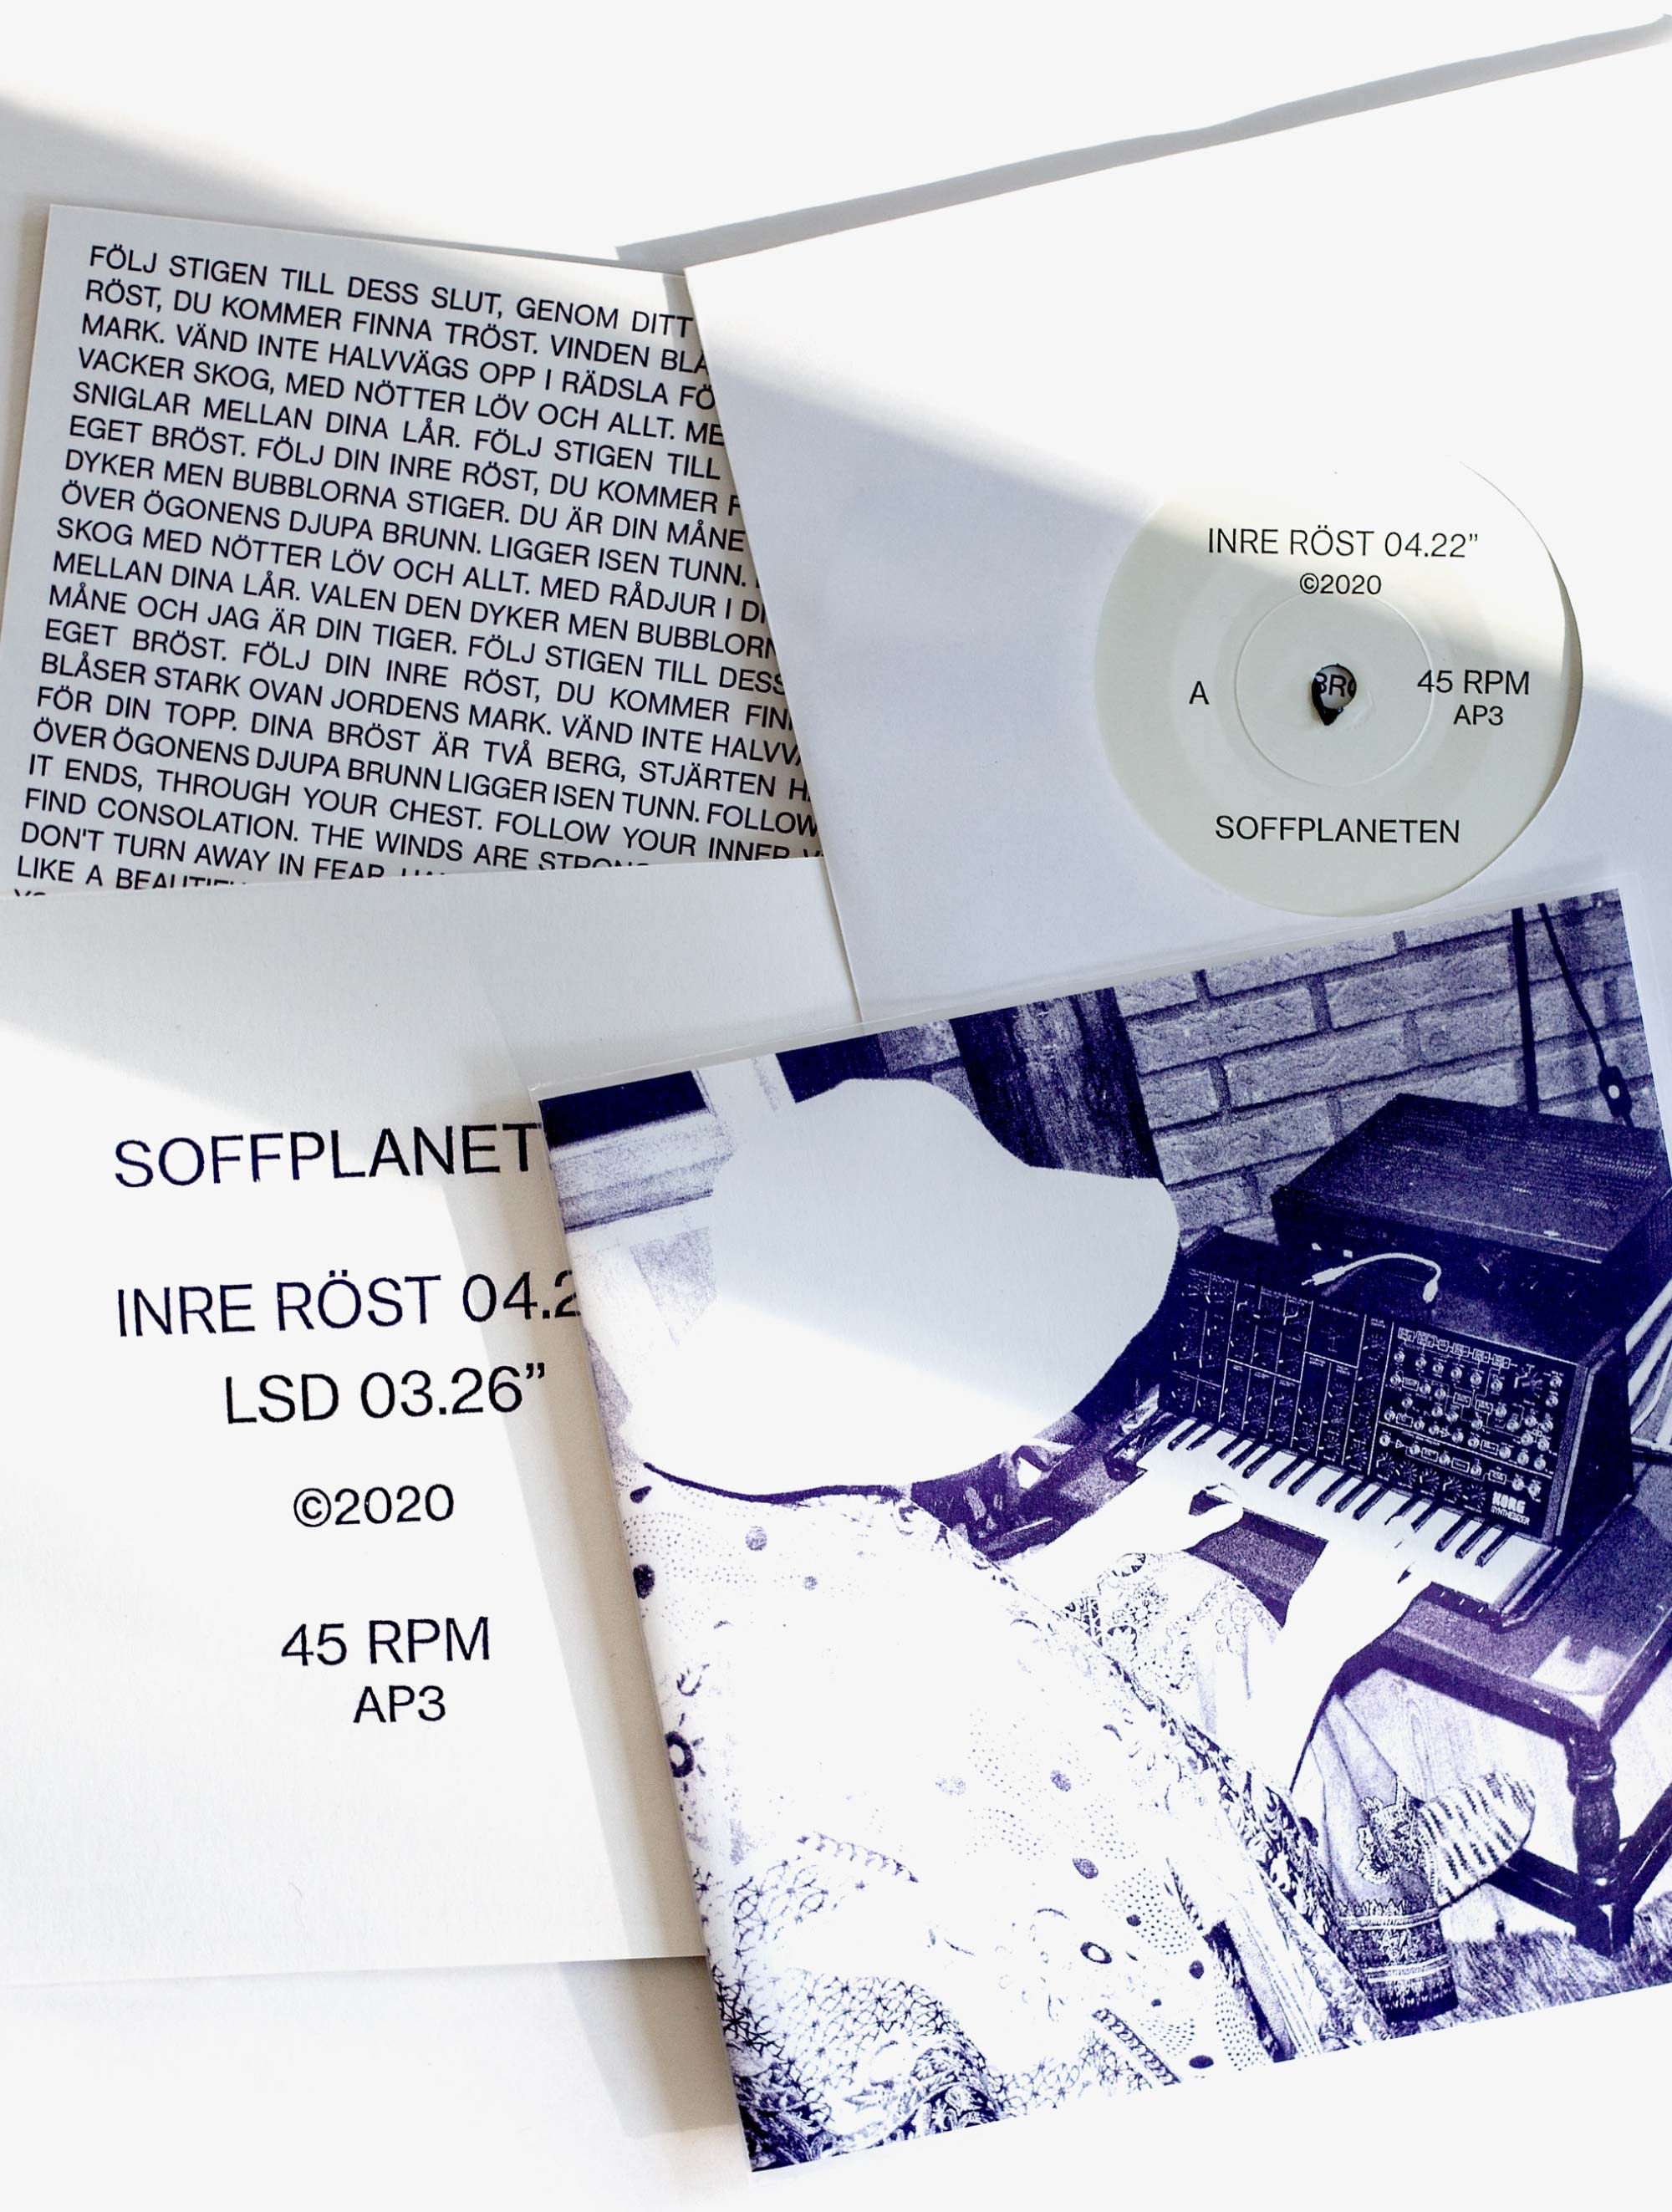 FÖLJ STIGEN TILL DESS SLUT, GENOM DITT
RÖST, DU KOMMER FINNA TRÖST. VINDEN
MARK. VÄND INTE HALVVÄGS OPP I RÄDSLA
VACKER SKOG, MED NÖTTER LÖV OCH ALLT.
SNIGLAR MELLAN DINA LÅR. FÖLJ STIGEN TILL
EGET BRÖST. FÖLJ DIN INRE RÖST, DU KOMMER
DYKER MEN BUBBLORNA STIGER. DU ÄR DIN MÅNE
ÖVER ÖGONENS DJUPA BRUNN. LIGGER ISEN TUNN.
SKOG MED NÖTTER LÖV OCH ALLT. MED RÅDJUR I
MELLAN DINA LÅR. VALEN DEN DYKER MEN
MÅNE OCH JAG ÄR DIN TIGER. FÖLJ STIGEN TILL DESS
EGET BRÖST. FÖLJ DIN INRE RÖST, DU KOMMER
BLÅSER STARK OVAN JORDENS MARK. VÄND INTE
FÖR DIN TOPP. DINA BRÖST ÄR TVÅ BERG, STJÄRTEN
ÖVER ÖGONENS DJUPA BRUNN LIGGER ISEN TUNN. FOLLOW
IT ENDS, THROUGH YOUR CHEST. FOLLOW YOUR INNER
FIND CONSOLATION. THE WINDS ARE
DON'T TURN AWAY IN FEAR
LIKE A
INRE RÖST 04.22”
©2020
A
45 RPM
AP3
SOFFPLANETEN
SOFFPLANET
INRE RÖST 04.2
LSD 03.26”
©2020
45 RPM
AP3
KORG
SYNTHESIZER